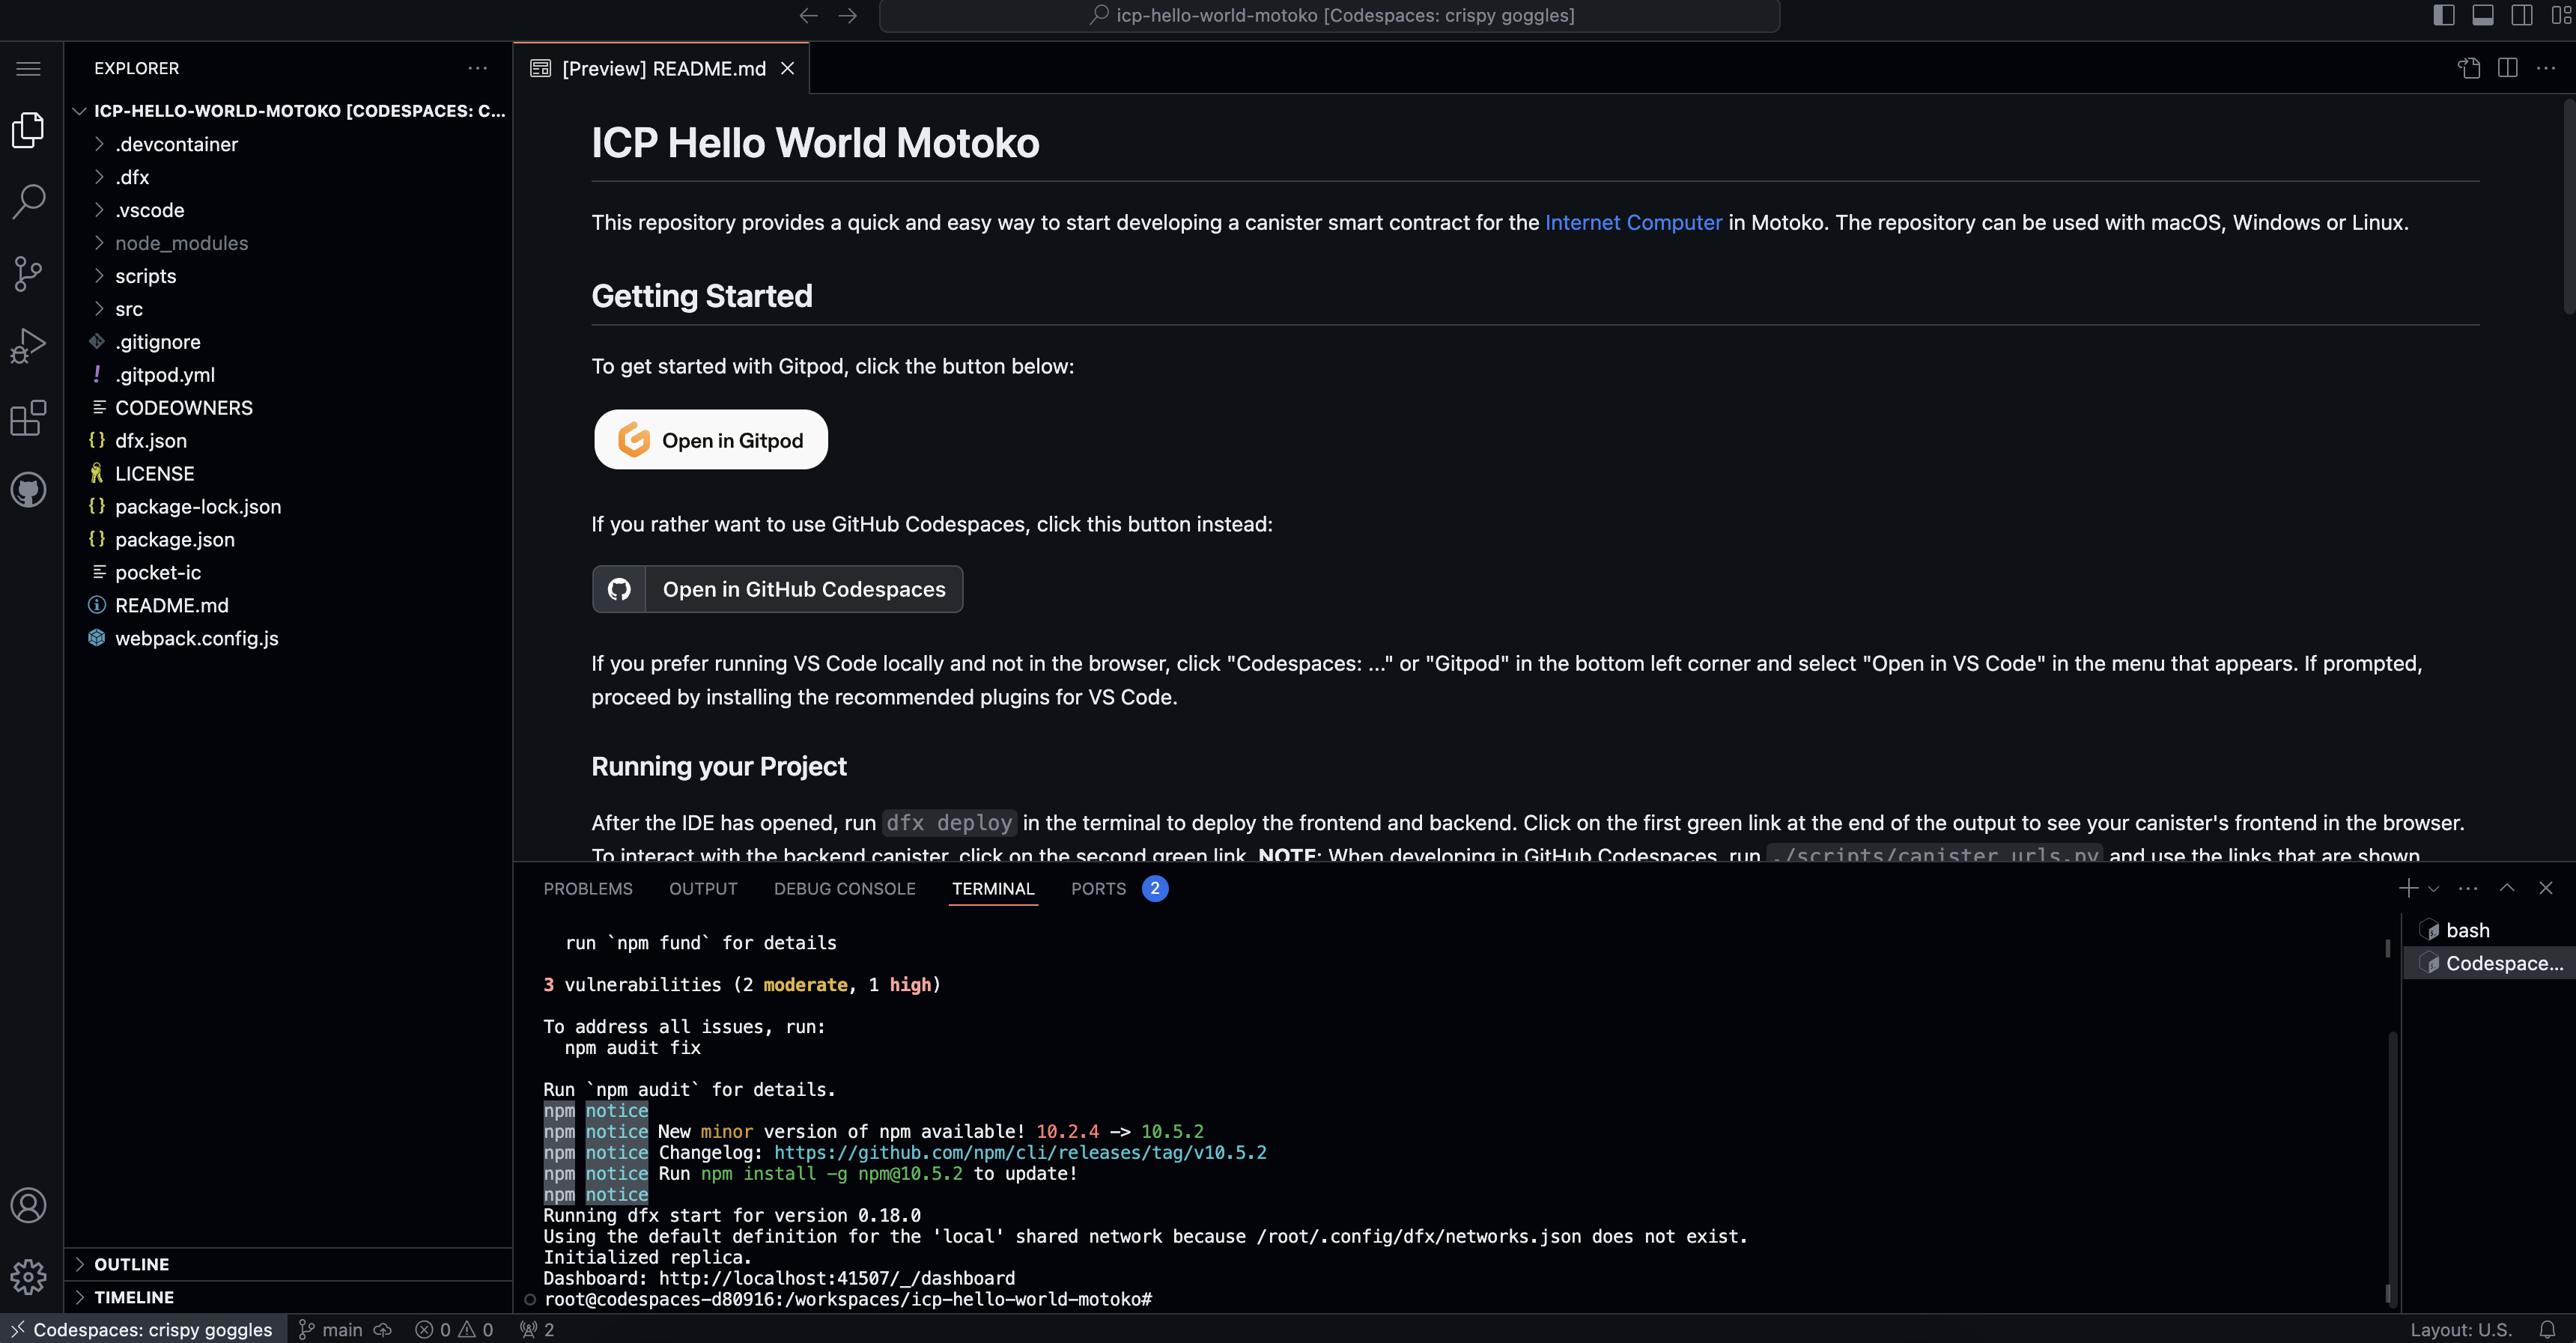 icp-hello-world-motoko [Codespaces: crispy goggles]
EXPLORER
ICP-HELLO-WORLD-MOTOKO [CODESPACES: C...
.devcontainer
.dfx
.vscode
node_modules
scripts
src
.gitignore
.gitpod.yml
CODEOWNERS
dfx.json
LICENSE
package-lock.json
package.json
pocket-ic
README.md
webpack.config.js
OUTLINE
TIMELINE
[Preview] README.md
ICP Hello World Motoko
This repository provides a quick and easy way to start developing a canister smart contract for the Internet Computer in Motoko. The repository can be used with macOS, Windows or Linux.
Getting Started
To get started with Gitpod, click the button below:
Open in Gitpod
If you rather want to use GitHub Codespaces, click this button instead:
Open in GitHub Codespaces
If you prefer running VS Code locally and not in the browser, click "Codespaces: ..." or "Gitpod" in the bottom left corner and select "Open in VS Code" in the menu that appears. If prompted,
proceed by installing the recommended plugins for VS Code.
Running your Project
After the IDE has opened, run dfx deploy in the terminal to deploy the frontend and backend. Click on the first green link at the end of the output to see your canister's frontend in the browser.
To interact with the backend canister, click on the second green link. NOTE: When developing in GitHub Codespaces, run ./scripts/canister_urls.py and use the links that are shown
PROBLEMS OUTPUT DEBUG CONSOLE TERMINAL PORTS 2
run `npm fund` for details
3 vulnerabilities (2 moderate, 1 high)
To address all issues, run:
npm audit fix
Run `npm audit` for details.
npm notice
npm notice New minor version of npm available! 10.2.4 -> 10.5.2
npm notice Changelog: https://github.com/npm/cli/releases/tag/v10.5.2
npm notice Run npm install -g npm@10.5.2 to update!
npm notice
Running dfx start for version 0.18.0
Using the default definition for the 'local' shared network because /root/.config/dfx/networks.json does not exist.
Initialized replica.
Dashboard: http://localhost:41507/_/dashboard
root@codespaces-d80916:/workspaces/icp-hello-world-motoko#
bash
Codespace...
Codespaces: crispy goggles main 0 0 2 Layout: U.S.